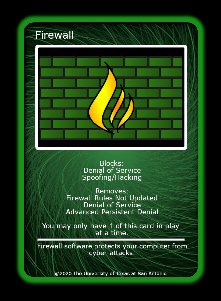 Firewall
Blocks:
Denial of Service
Spoofing/Hacking
Removes:
Firewall Rules Not Updated
Denial of Service
Advanced Persistent Denial
You may only have 1 of this card in play
at a time.
Firewall software protects your computer from
cyber attacks.
©2020 The University of Texas at San Antonio